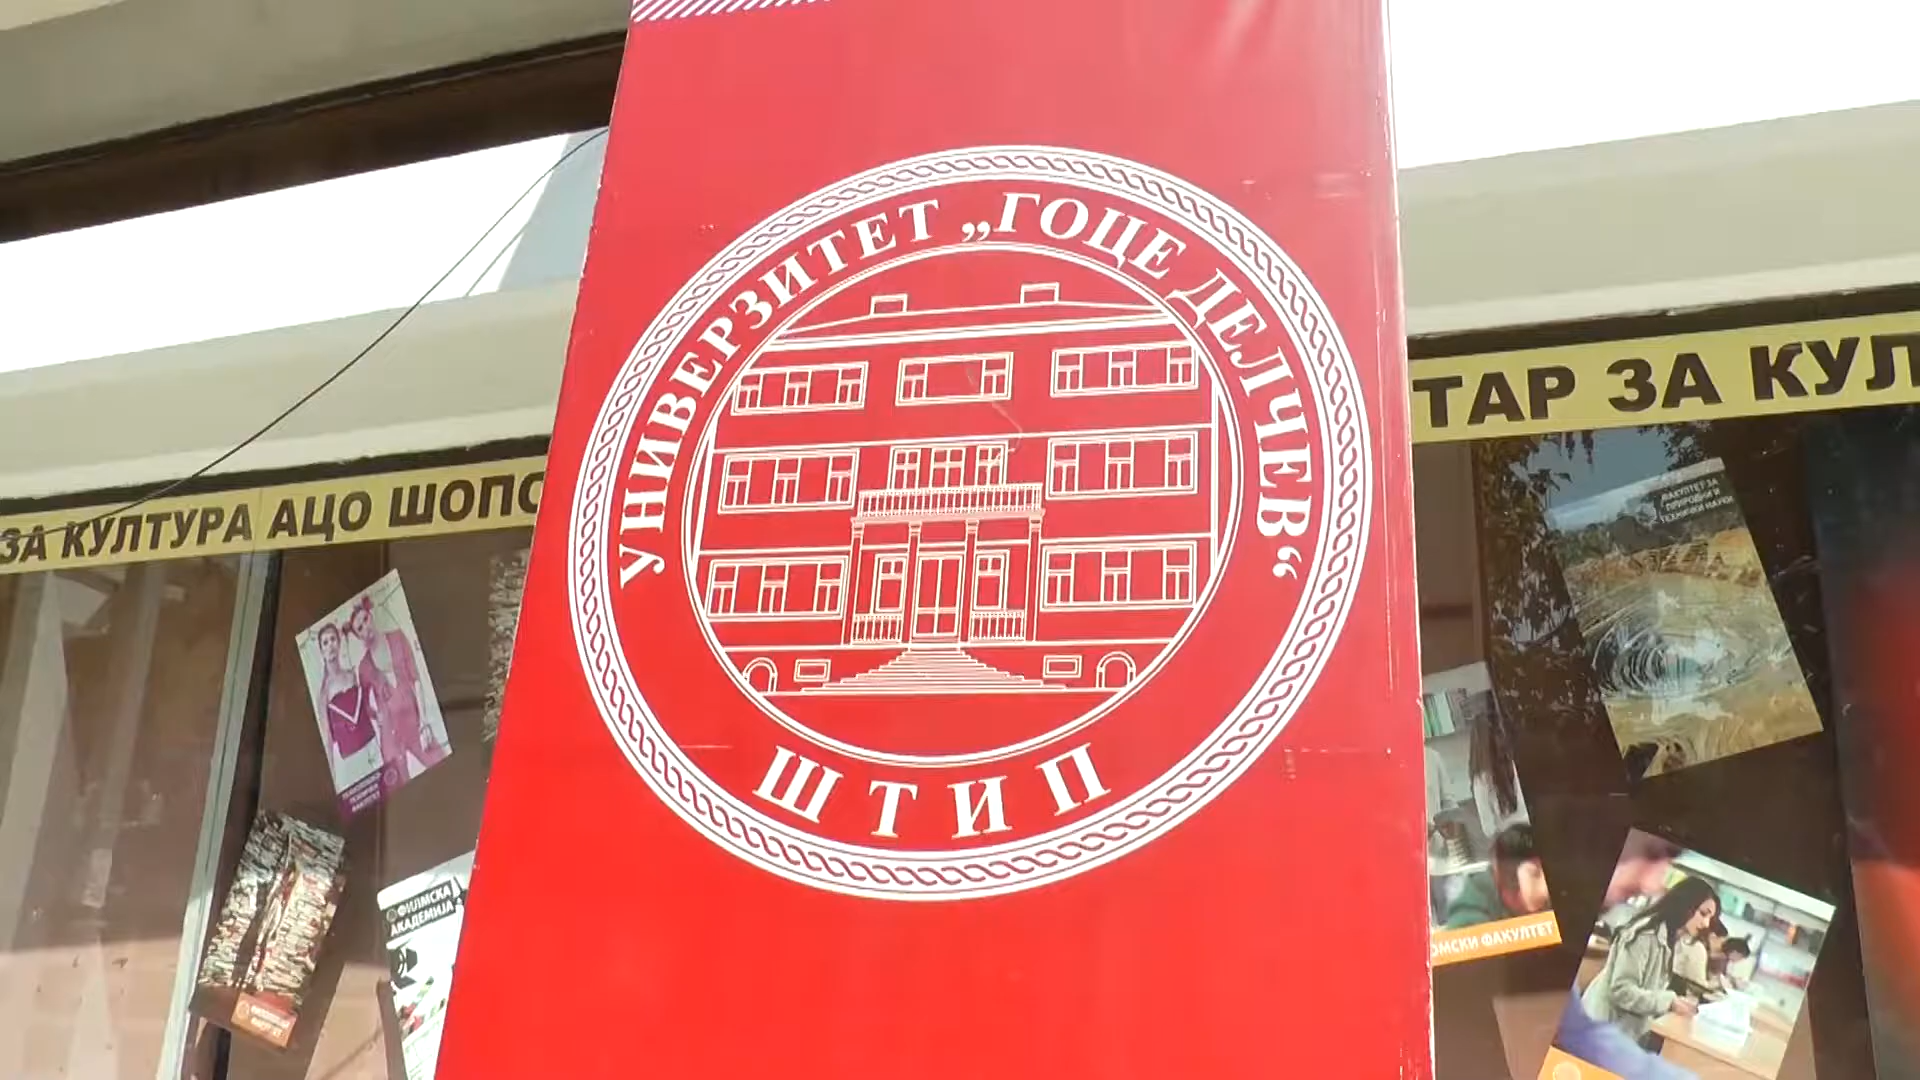 УНИВЕРЗИТЕТ „ГОЦЕ ДЕЛЧЕВ“
ШТИП
ЗА КУЛТУРА АЦО ШОПО
ТАР ЗА КУЛ
ФАКУЛТЕТ ЗА
ПРИРОДНИ И
ТЕХНИЧКИ НАУКИ
ФИЛМСКА
АКАДЕМИЈА
ОМСКИ ФАКУЛТЕТ